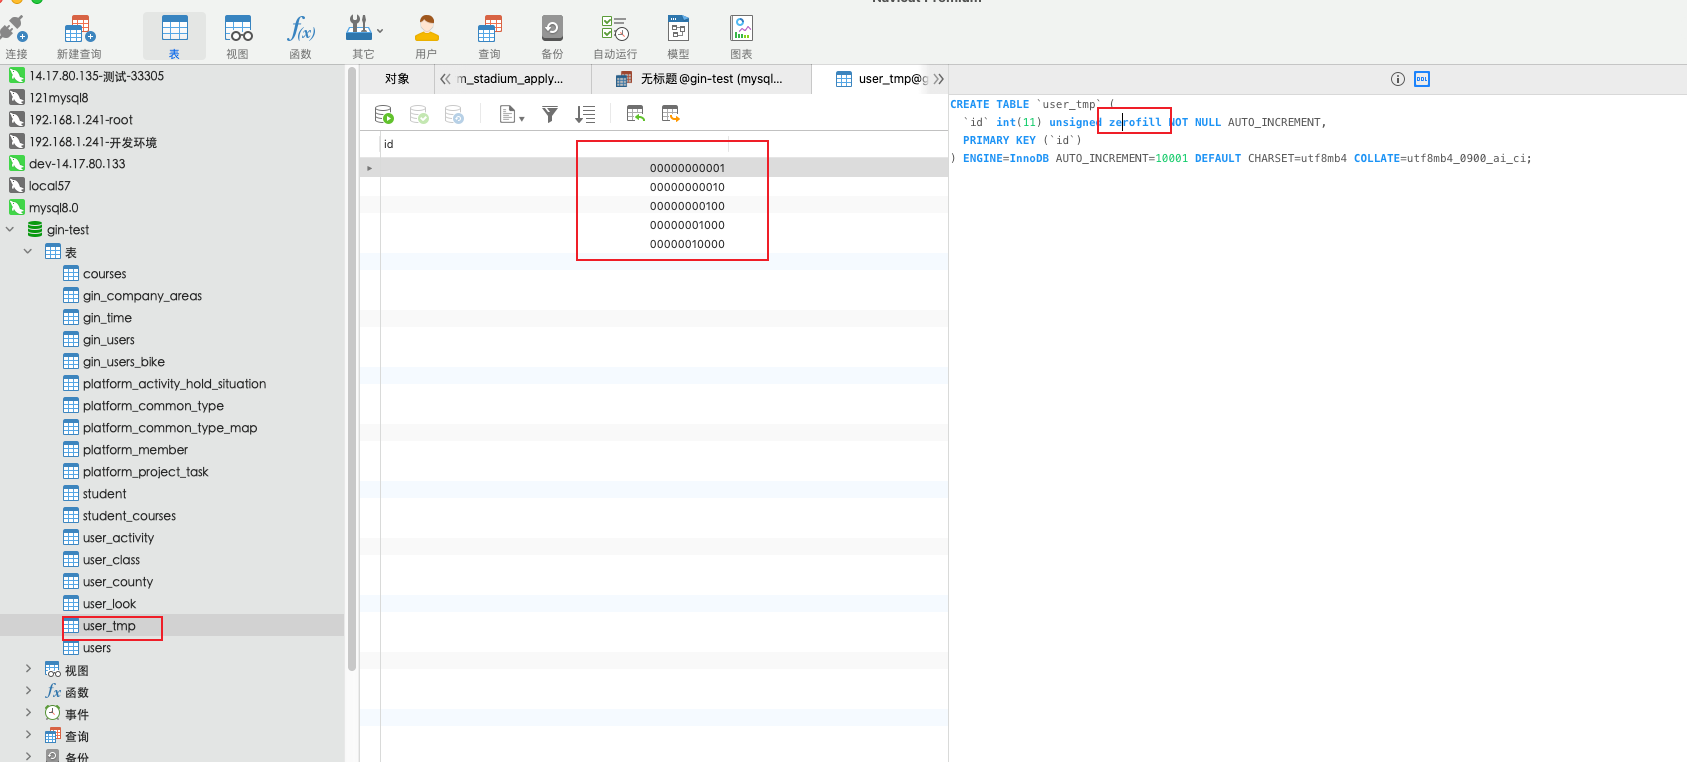 连接
新建查询
表
视图
函数
其它
用户
查询
备份
自动运行
模型
图表
14.17.80.135-测试-33305
121mysql8
192.168.1.241-root
192.168.1.241-开发环境
dev-14.17.80.133
local57
mysql8.0
gin-test
表
courses
gin_company_areas
gin_time
gin_users
gin_users_bike
platform_activity_hold_situation
platform_common_type
platform_common_type_map
platform_member
platform_project_task
student
student_courses
user_activity
user_class
user_county
user_look
user_tmp
users
视图
函数
事件
查询
备份
对象
m_stadium_apply...
无标题@gin-test (mysql...
user_tmp@g
id
00000000001
00000000010
00000000100
00000001000
00000010000
DDL
CREATE TABLE `user_tmp` (
`id` int(11) unsigned zerofill NOT NULL AUTO_INCREMENT,
PRIMARY KEY (`id`)
) ENGINE=InnoDB AUTO_INCREMENT=10001 DEFAULT CHARSET=utf8mb4 COLLATE=utf8mb4_0900_ai_ci;